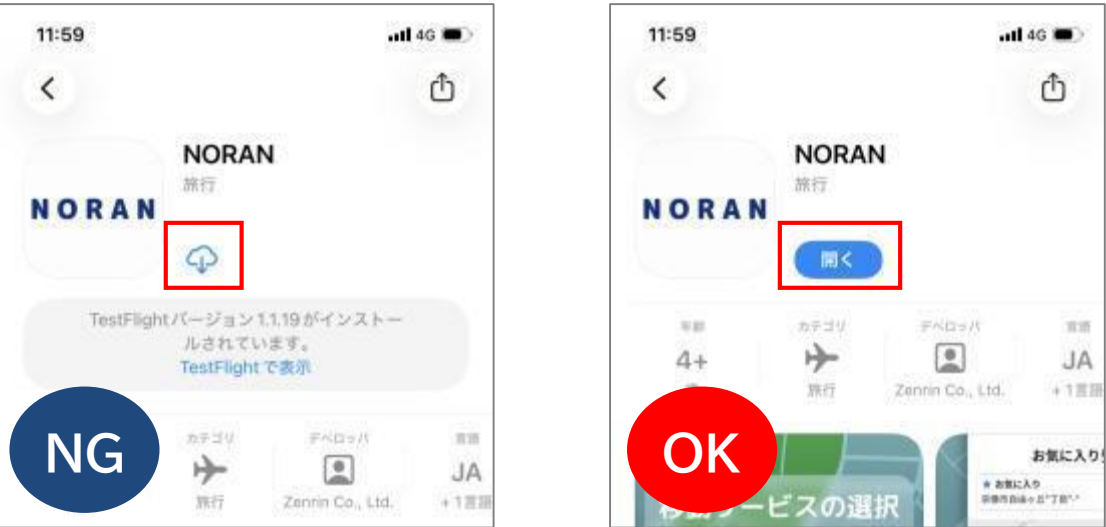 11:59
4G
NORAN
旅行
NORAN
TestFlightバージョン1.1.19がインストー
ルされています。
TestFlightで表示
NG
カテゴリ
デベロッパ
言語
JA
旅行
Zenrin Co., Ltd.
+1言語
11:59
4G
NORAN
旅行
NORAN
開く
年齢
カテゴリ
デベロッパ
言語
4+
JA
旅行
Zenrin Co., Ltd.
+1言語
OK
移動サービスの選択
お気に入り
★ お気に入り